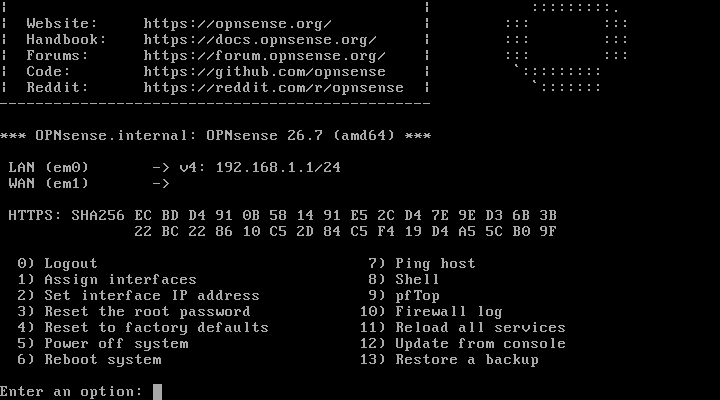 |                                              |            :::::::::.
|  Website:      https://opnsense.org/         |         :::        :::
|  Handbook:     https://docs.opnsense.org/    |         :::        :::
|  Forums:       https://forum.opnsense.org/   |         :::        :::
|  Code:         https://github.com/opnsense   |          `:::::::::
|  Reddit:       https://reddit.com/r/opnsense |            `:::::::
------------------------------------------------
*** OPNsense.internal: OPNsense 26.7 (amd64) ***
LAN (em0)       -> v4: 192.168.1.1/24
WAN (em1)       ->
HTTPS: SHA256 EC BD D4 91 0B 58 14 91 E5 2C D4 7E 9E D3 6B 3B
22 BC 22 86 10 C5 2D 84 C5 F4 19 D4 A5 5C B0 9F
0) Logout                              7) Ping host
1) Assign interfaces                   8) Shell
2) Set interface IP address            9) pfTop
3) Reset the root password            10) Firewall log
4) Reset to factory defaults          11) Reload all services
5) Power off system                   12) Update from console
6) Reboot system                      13) Restore a backup
Enter an option: